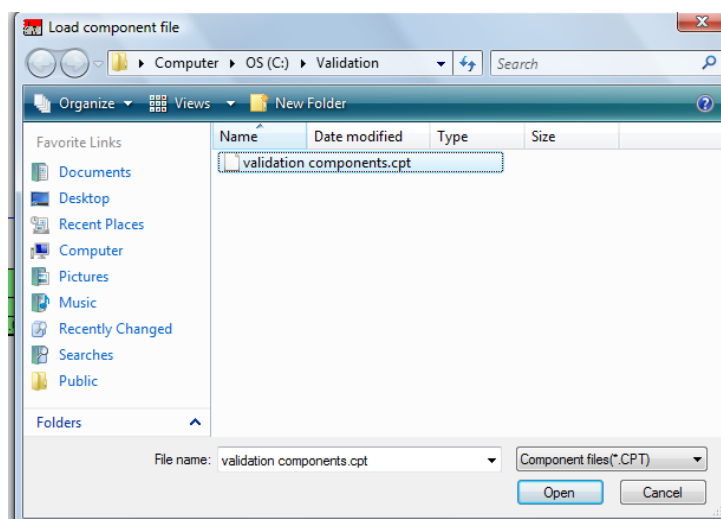 Load component file
Computer ▸ OS (C:) ▸ Validation
Search
Organize
Views
New Folder
Favorite Links
Documents
Desktop
Recent Places
Computer
Pictures
Music
Recently Changed
Searches
Public
Folders
Name Date modified Type Size
validation components.cpt
File name: validation components.cpt
Component files(*.CPT)
Open Cancel